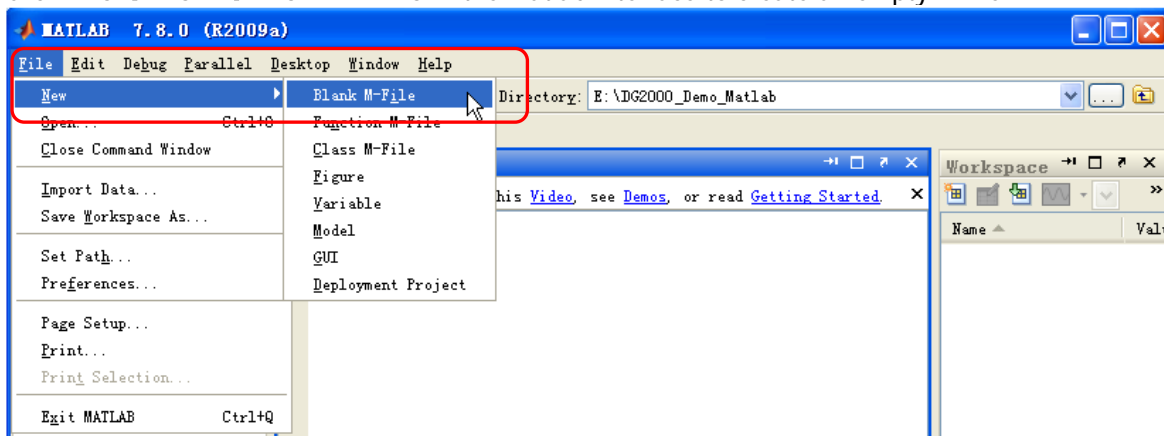 MATLAB 7.8.0 (R2009a)
File Edit Debug Parallel Desktop Window Help
New
Blank M-File
Directory: E:\DG2000_Demo_Matlab
...
Open... Ctrl+O
Function M-File
Close Command Window
Class M-File
Import Data...
Figure
Save Workspace As...
Variable
his Video, see Demos, or read Getting Started.
Workspace
Model
Name
Set Path...
GUI
Preferences...
Deployment Project
Page Setup...
Print...
Print Selection...
Exit MATLAB Ctrl+Q